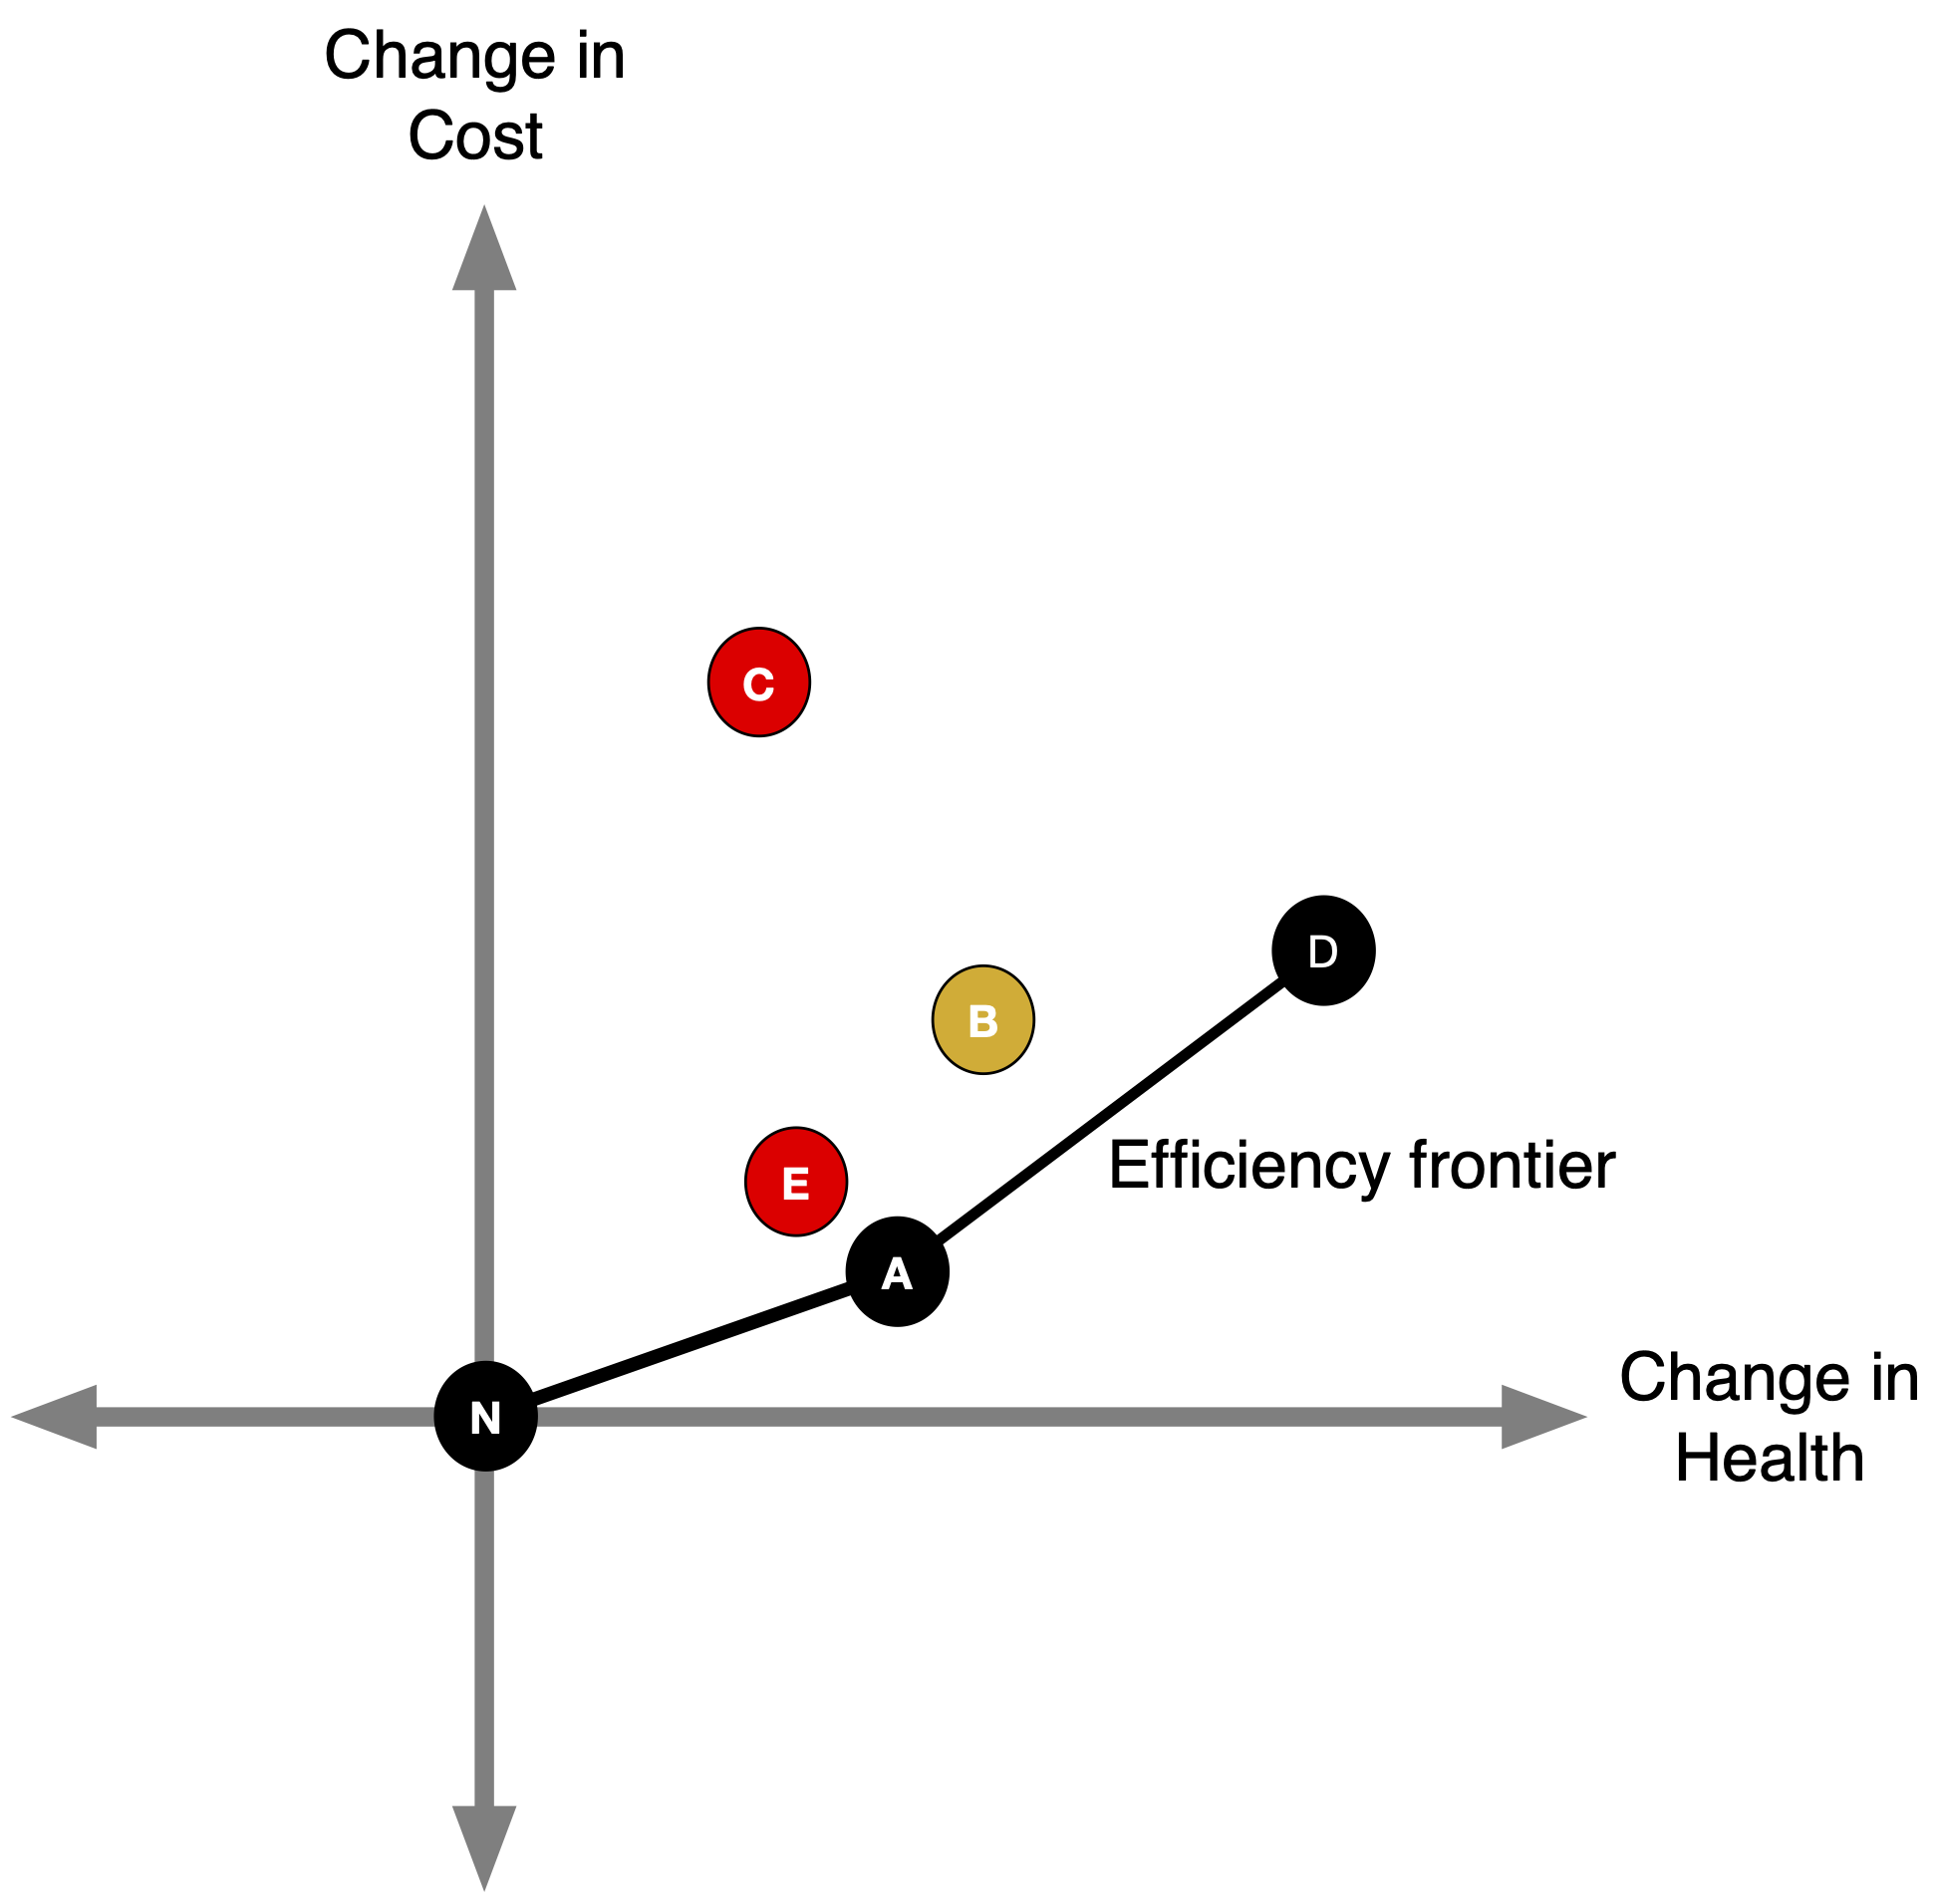 Change in
Cost
C
D
B
Efficiency frontier
E
A
Change in
Health
N